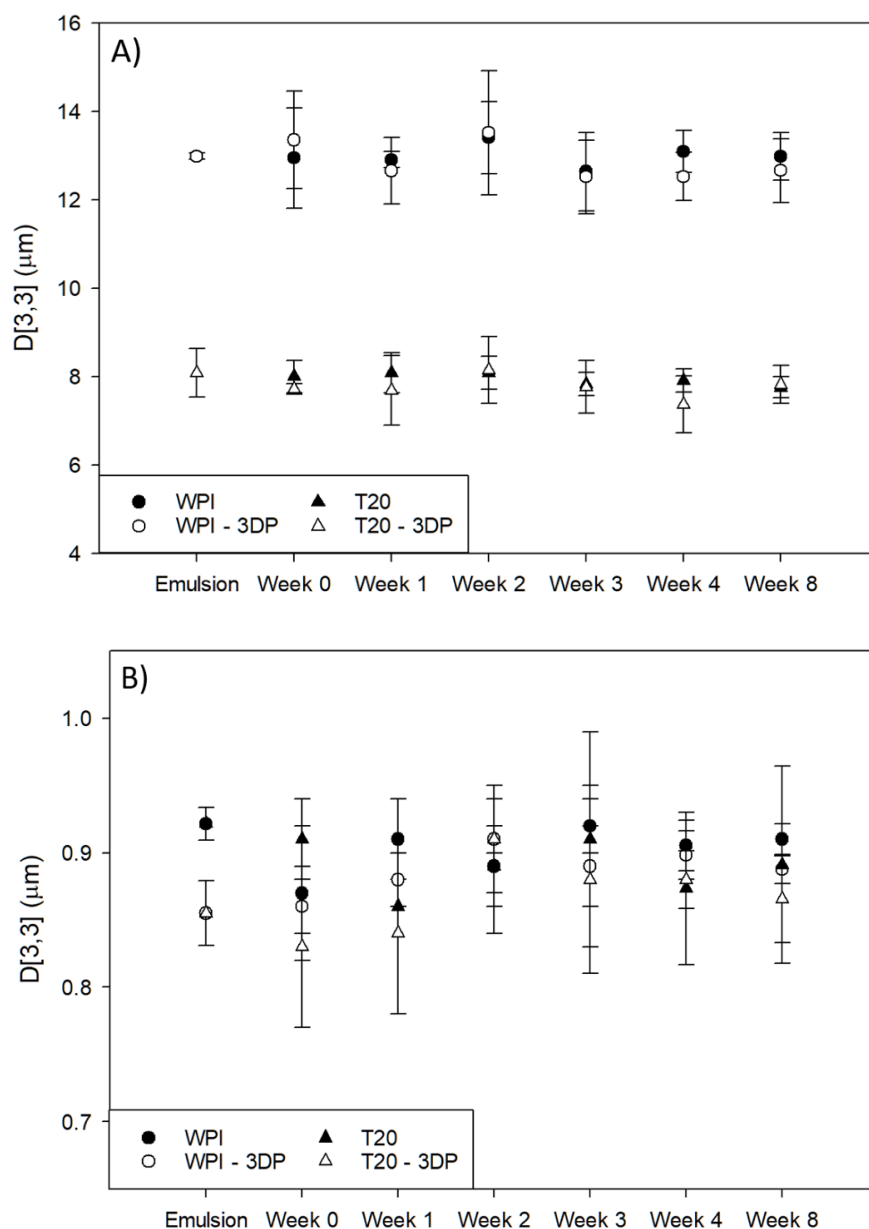 A)
16
14
12
10
8
6
4
D[3,3] (μm)
WPI T20
WPI - 3DP T20 - 3DP
Emulsion Week 0 Week 1 Week 2 Week 3 Week 4 Week 8
B)
1.0
0.9
0.8
0.7
D[3,3] (μm)
WPI T20
WPI - 3DP T20 - 3DP
Emulsion Week 0 Week 1 Week 2 Week 3 Week 4 Week 8